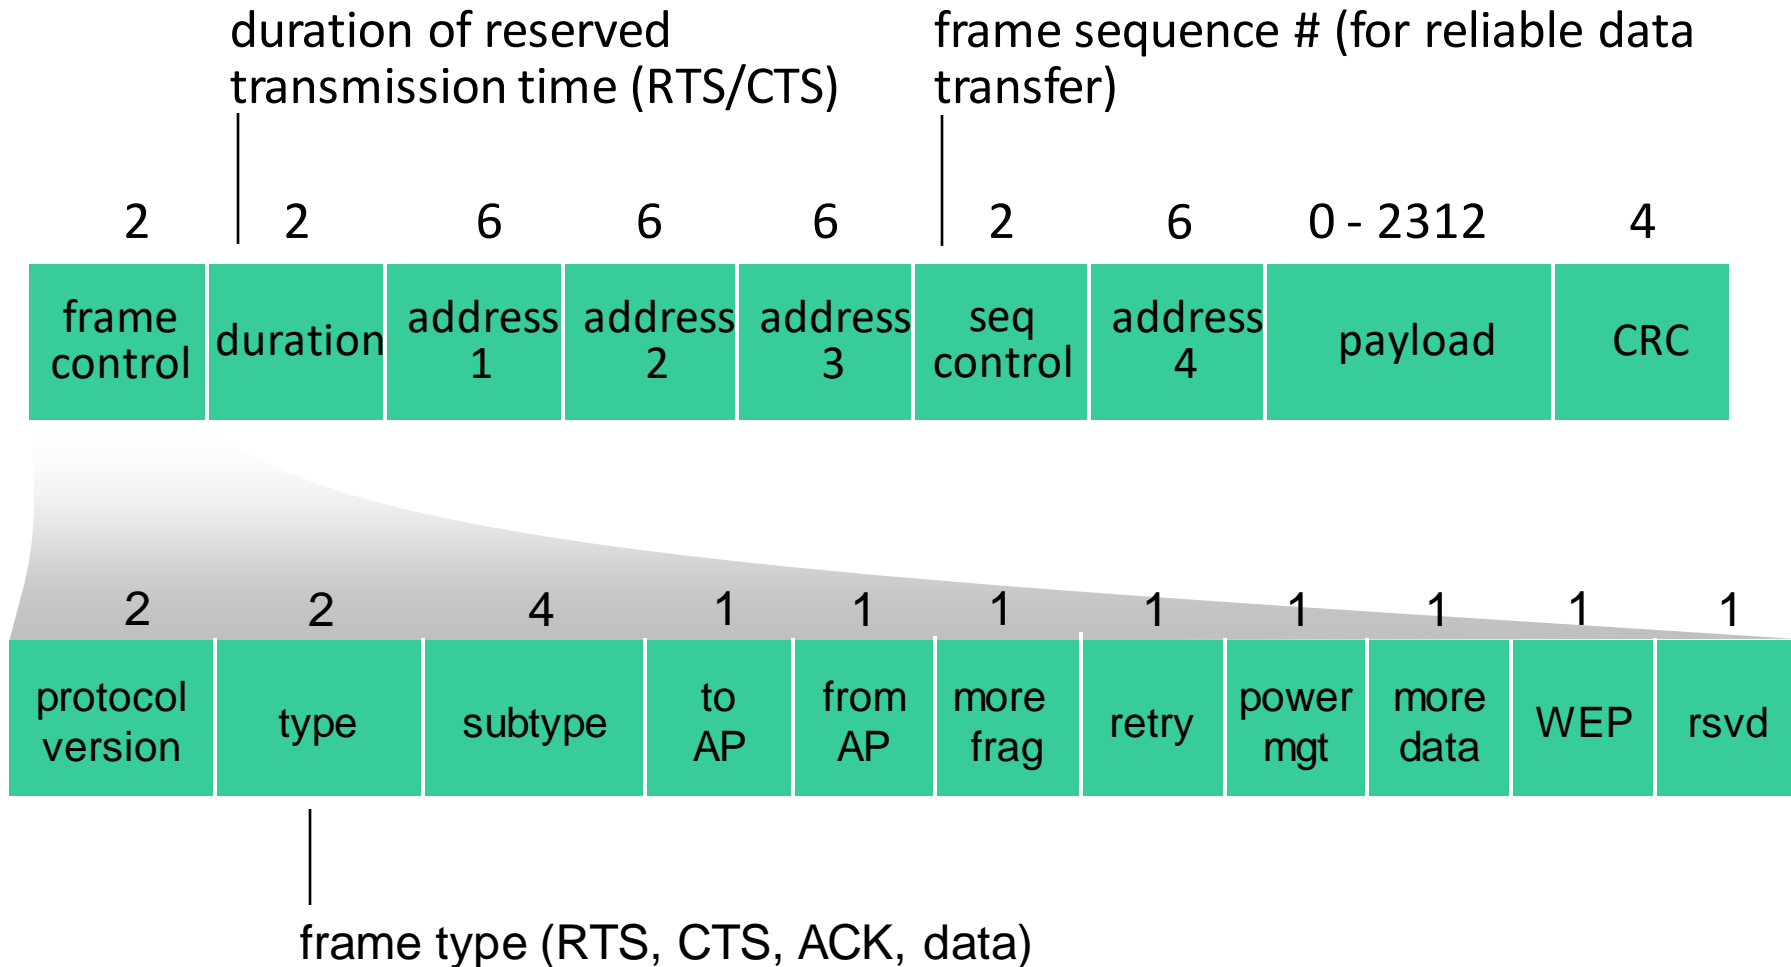 duration of reserved
transmission time (RTS/CTS)
frame sequence # (for reliable data
transfer)
2 2 6 6 6 2 6 0 - 2312 4
frame
control
duration
address
1
address
2
address
3
seq
control
address
4
payload
CRC
2 2 4 1 1 1 1 1 1 1 1
protocol
version
type
subtype
to
AP
from
AP
more
frag
retry
power
mgt
more
data
WEP
rsvd
frame type (RTS, CTS, ACK, data)